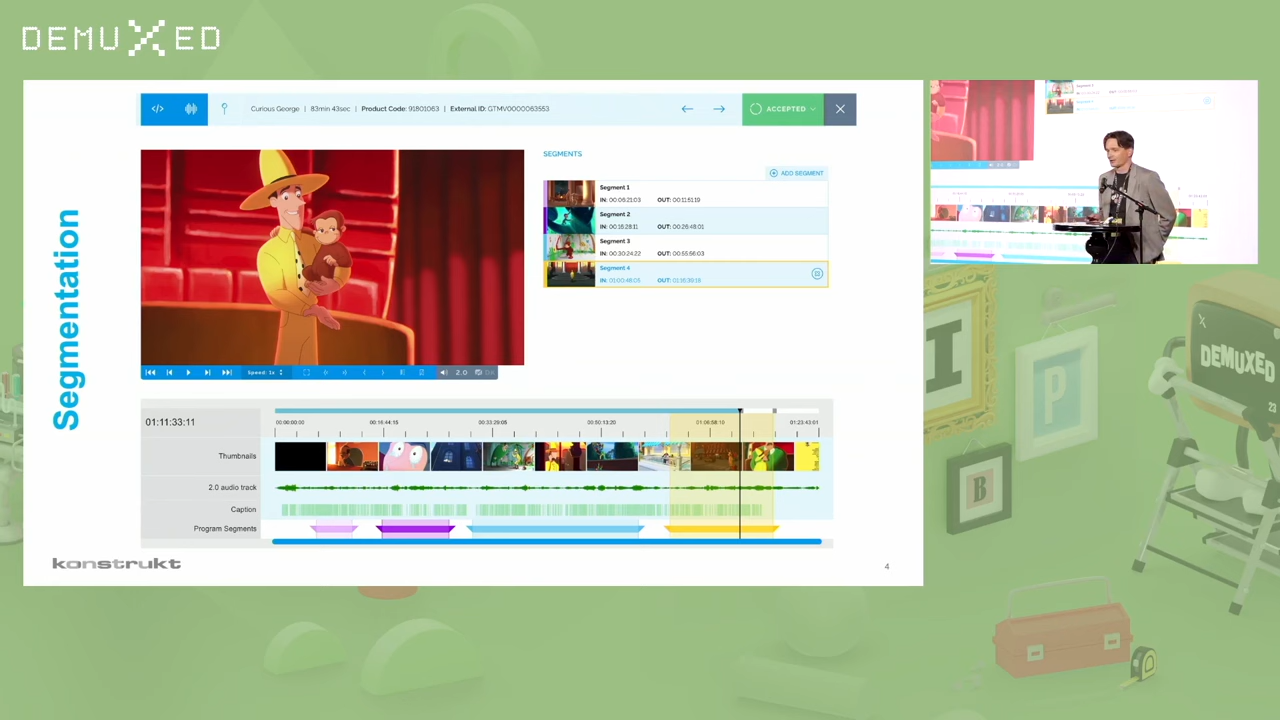 DEMUXED
Segmentation
Curious George | 83min 43sec | Product Code: 91801063 | External ID: GTMV0000063553
ACCEPTED
SEGMENTS
ADD SEGMENT
Segment 1
IN: 00:06:21:03 OUT: 00:11:51:19
Segment 2
IN: 00:16:28:11 OUT: 00:26:48:01
Segment 3
IN: 00:30:24:22 OUT: 00:55:56:03
Segment 4
Speed: 1x
2.0
01:11:33:11
00:00:00:00 00:16:44:15 00:33:29:05 00:50:13:20 01:06:58:10 01:23:43:01
Thumbnails
2.0 audio track
Caption
Program Segments
konstrukt
4
I
P
B
DEMUXED
23